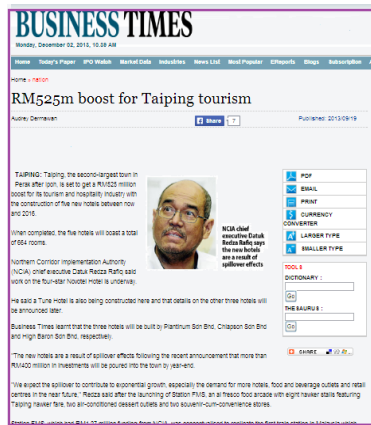 BUSINESS TIMES
Monday, December 02, 2013, 10.38 AM
Home Today's Paper IPO Watch Market Data Industries News List Most Popular EReports Blogs Subscription
Home » nation
RM525m boost for Taiping tourism
Audrey Dermawan
Share 7
Published: 2013/09/19
TAIPING: Taiping, the second-largest town in
Perak after Ipoh, is set to get a RM525 million
boost for its tourism and hospitality industry with
the construction of five new hotels between now
and 2016.
When completed, the five hotels will boast a total
of 664 rooms.
Northern Corridor Implementation Authority
(NCIA) chief executive Datuk Redza Rafiq said
work on the four-star Novotel Hotel is underway.
NCIA chief
executive Datuk
Redza Rafiq says
the new hotels
are a result of
spillover effects
PDF
EMAIL
PRINT
CURRENCY
CONVERTER
LARGER TYPE
SMALLER TYPE
TOOLS
DICTIONARY :
Go
THESAURUS :
Go
SHARE
He said a Tune Hotel is also being constructed here and that details on the other three hotels will
be announced later.
Business Times learnt that the three hotels will be built by Plantinum Sdn Bhd, Chiapson Sdn Bhd
and High Baron Sdn Bhd, respectively.
"The new hotels are a result of spillover effects following the recent announcement that more than
RM400 million in investments will be poured into the town by year-end.
"We expect the spillover to contribute to exponential growth, especially the demand for more hotels, food and beverage outlets and retail
centres in the near future," Redza said after the launching of Station FMS, an al fresco food arcade with eight hawker stalls featuring
Taiping hawker fare, two air-conditioned dessert outlets and two souvenir-cum-convenience stores.